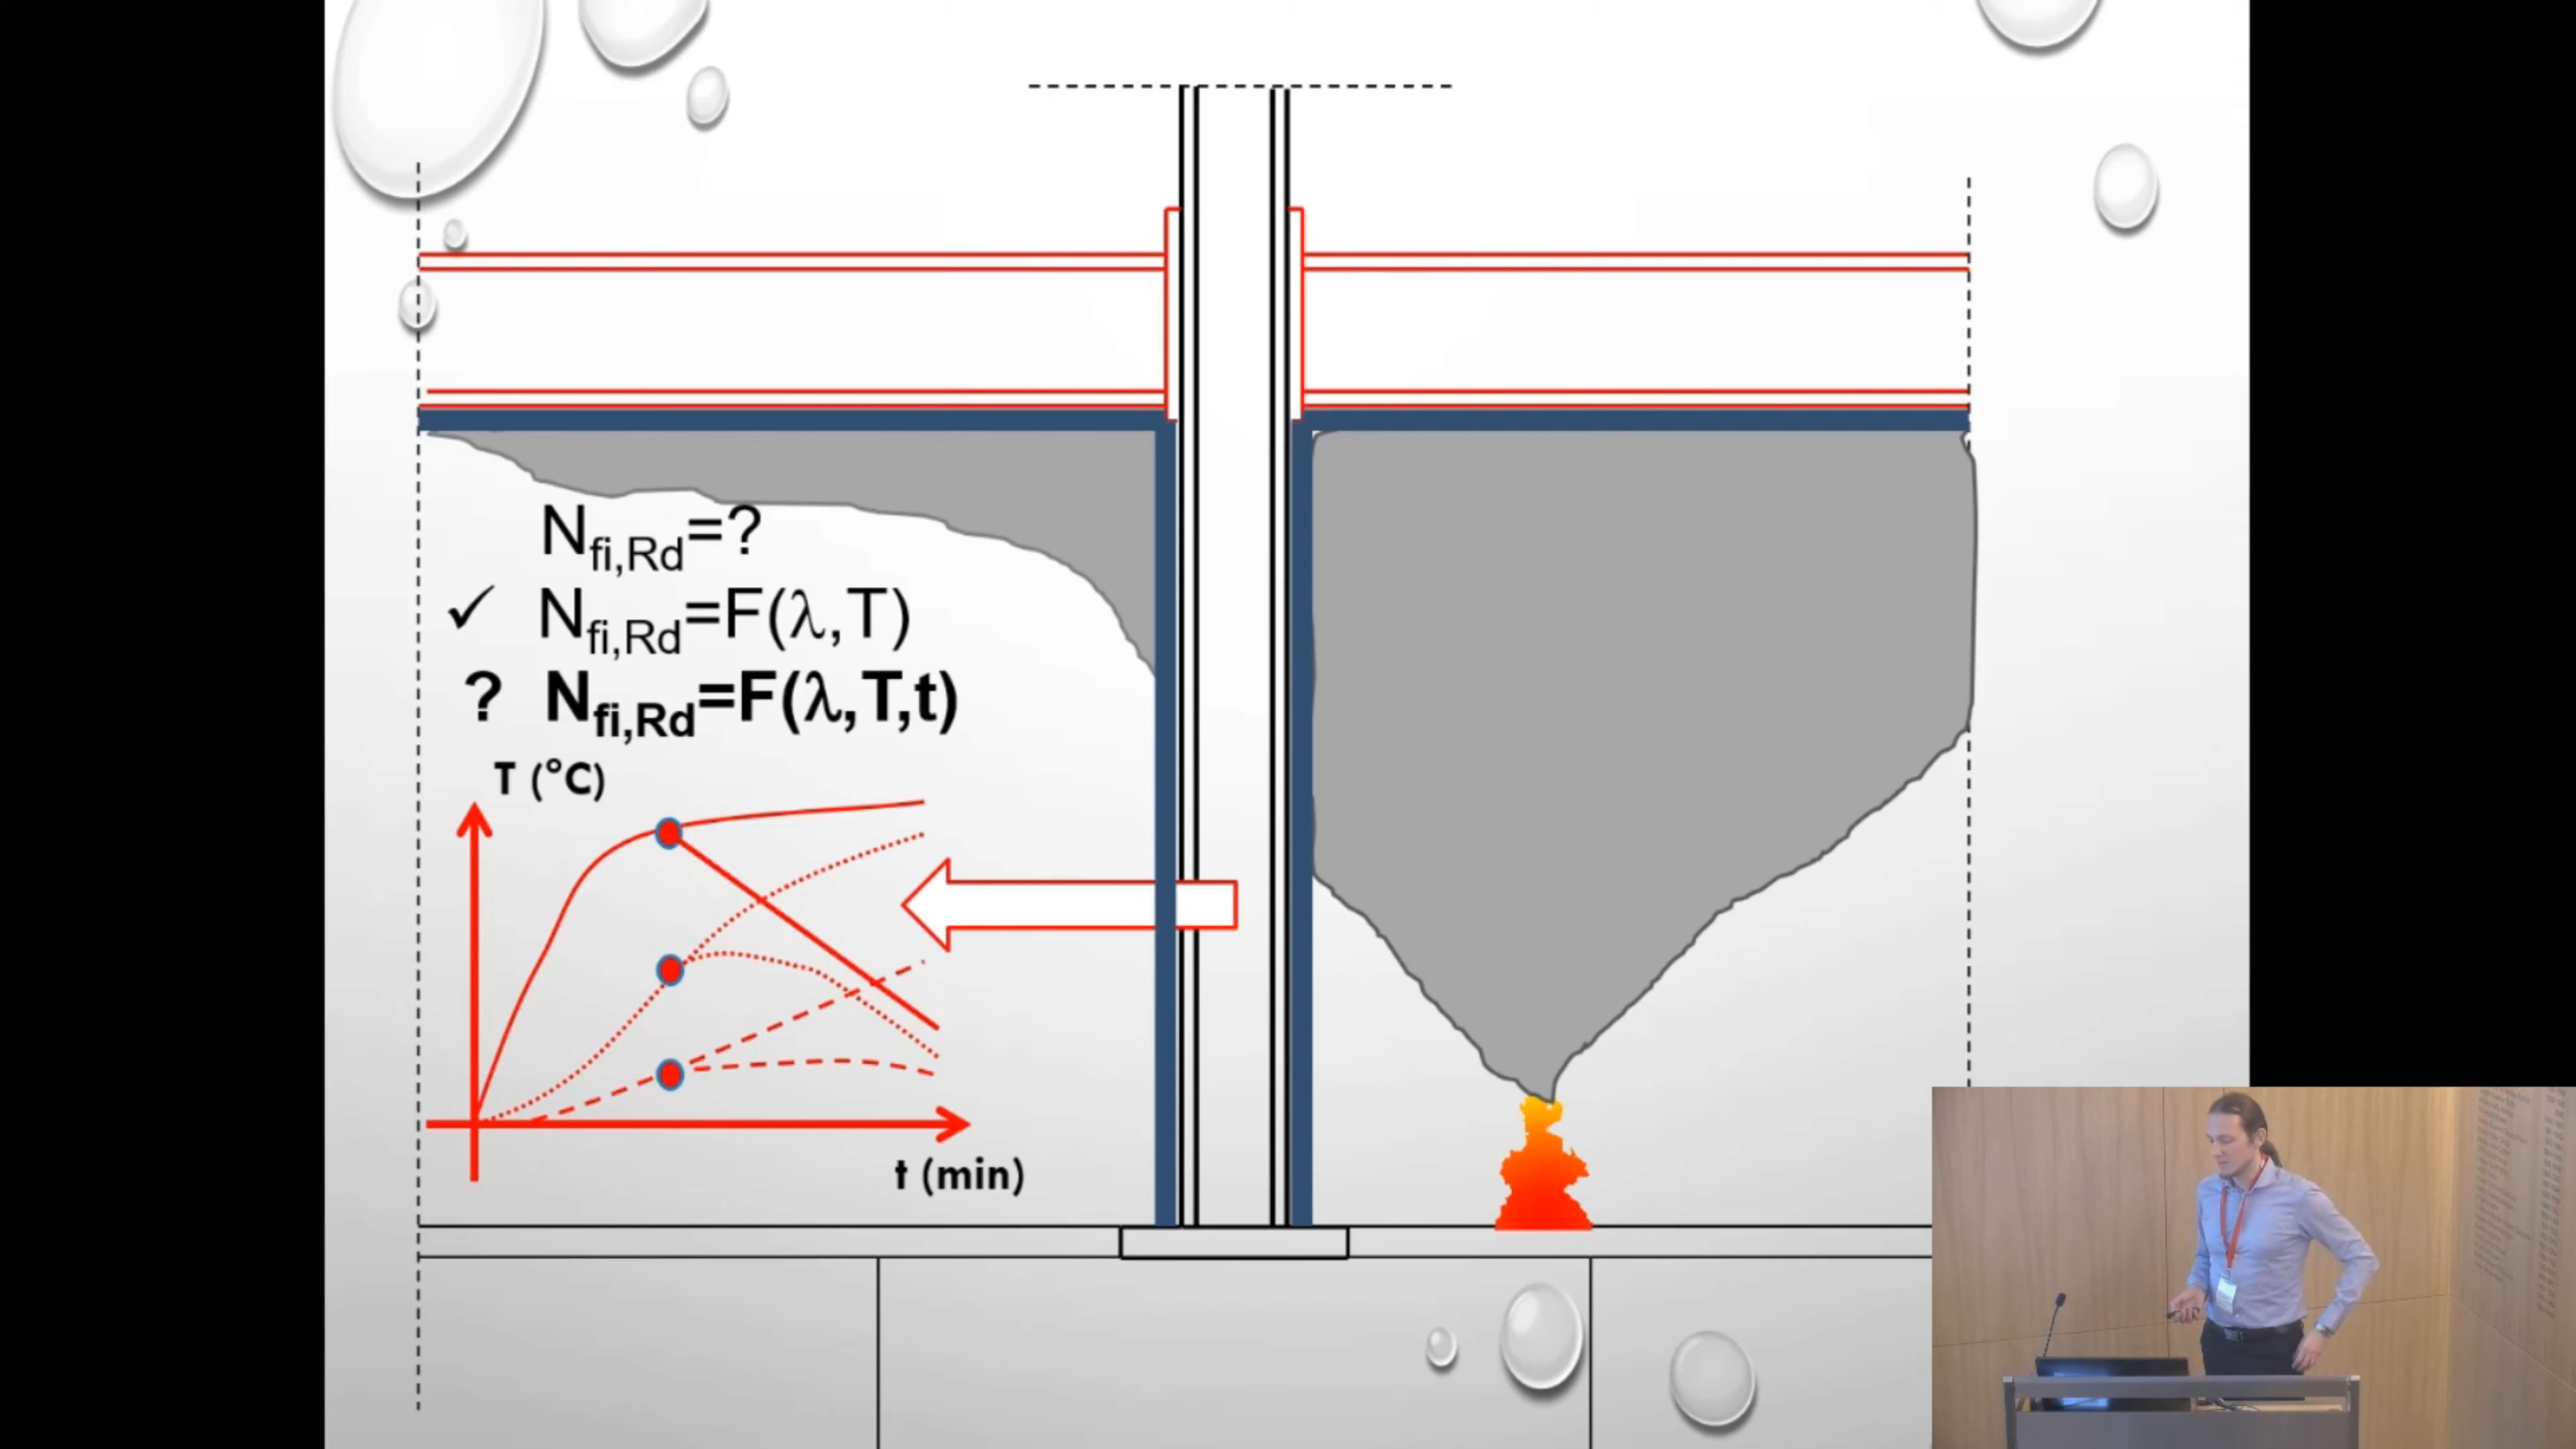 N_fi,Rd=?
✓ N_fi,Rd=F(λ,T)
? N_fi,Rd=F(λ,T,t)
T (°C)
t (min)